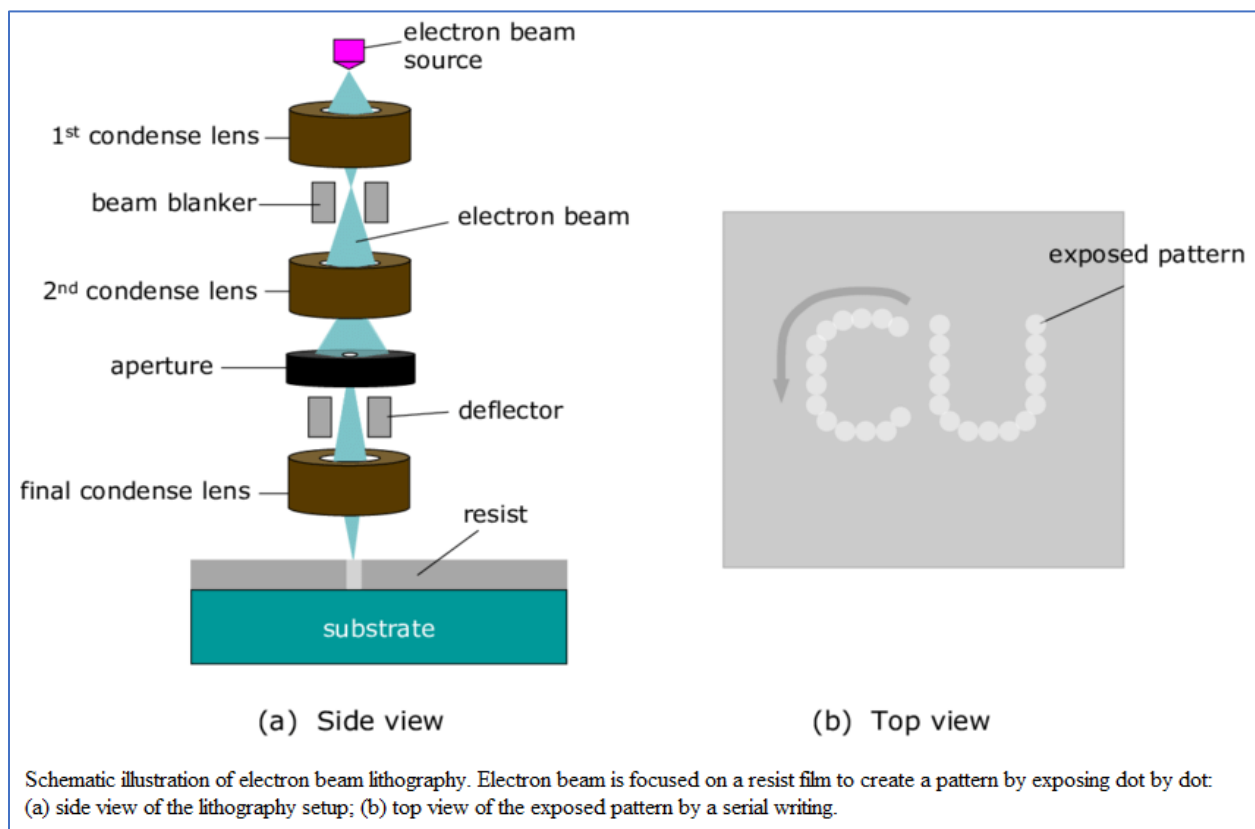 electron beam
source
1st condense lens
beam blanker
electron beam
2nd condense lens
aperture
deflector
final condense lens
resist
substrate
(a) Side view
exposed pattern
CU
(b) Top view
Schematic illustration of electron beam lithography. Electron beam is focused on a resist film to create a pattern by exposing dot by dot:
(a) side view of the lithography setup; (b) top view of the exposed pattern by a serial writing.